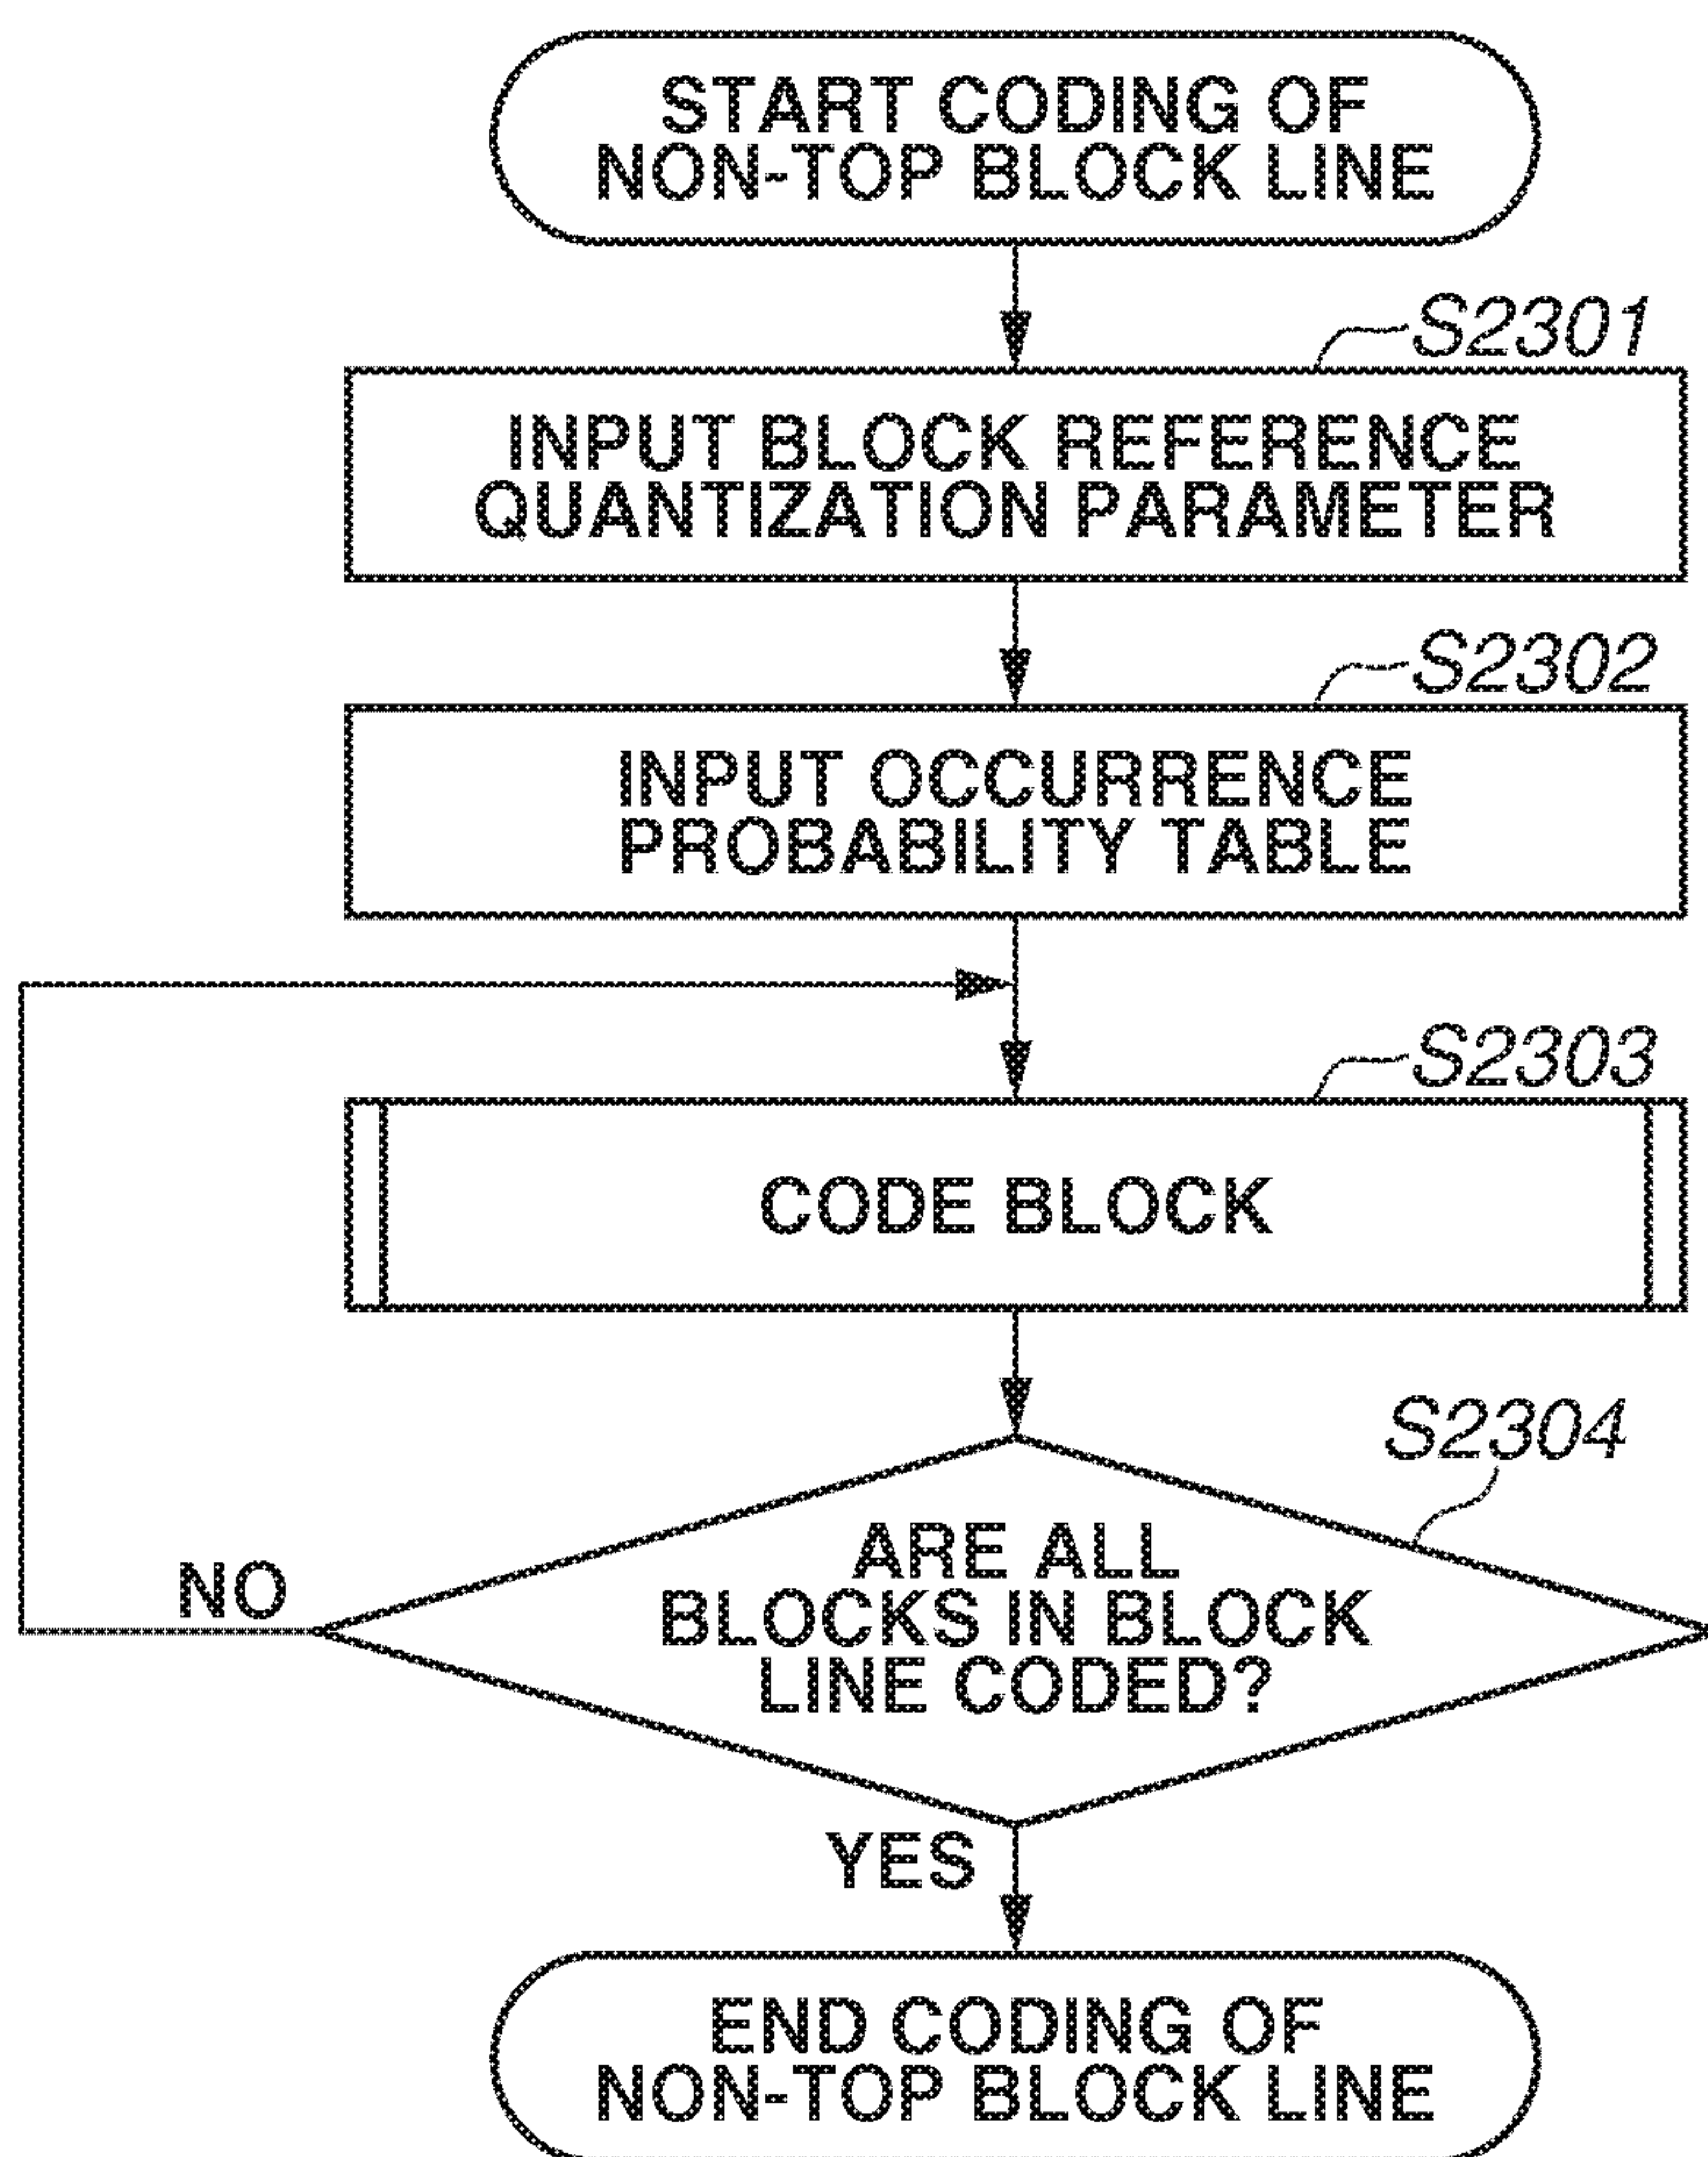 START CODING OF
NON-TOP BLOCK LINE
S2301
INPUT BLOCK REFERENCE
QUANTIZATION PARAMETER
S2302
INPUT OCCURRENCE
PROBABILITY TABLE
S2303
CODE BLOCK
S2304
ARE ALL
BLOCKS IN BLOCK
LINE CODED?
NO
YES
END CODING OF
NON-TOP BLOCK LINE